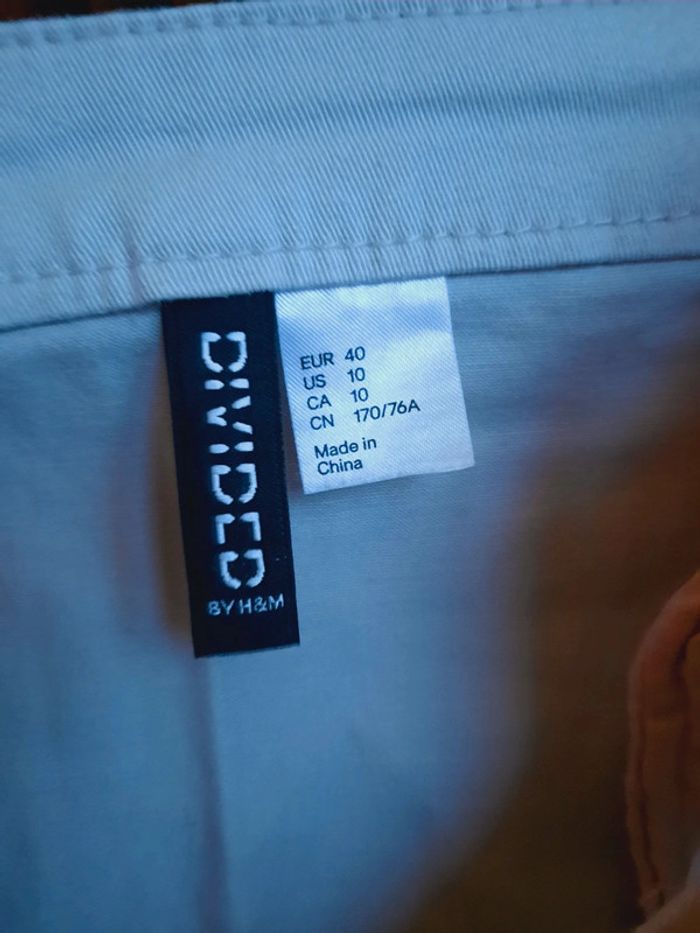 DIVIDED
BY H&M
EUR 40
US 10
CA 10
CN 170/76A
Made in
China